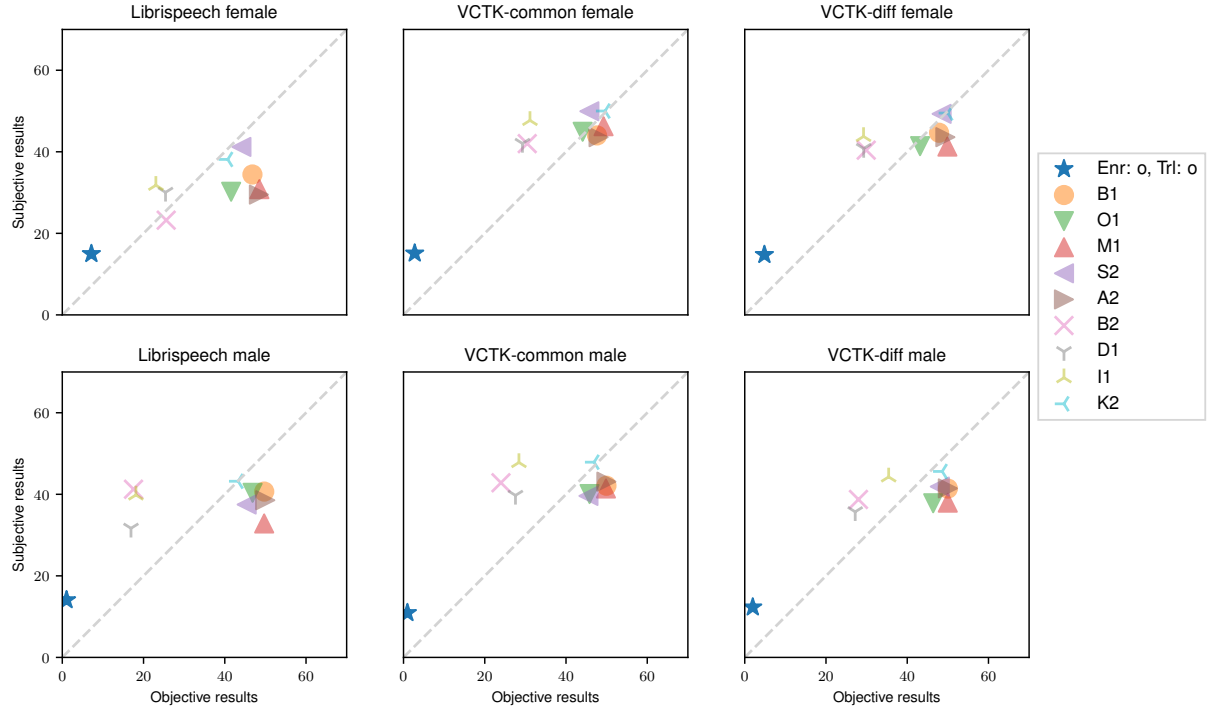 Librispeech female
VCTK-common female
VCTK-diff female
Subjective results
60
40
20
0
Enr: o, Trl: o
B1
O1
M1
S2
A2
B2
D1
I1
K2
Librispeech male
VCTK-common male
VCTK-diff male
Subjective results
60
40
20
0
0 20 40 60
0 20 40 60
0 20 40 60
Objective results
Objective results
Objective results